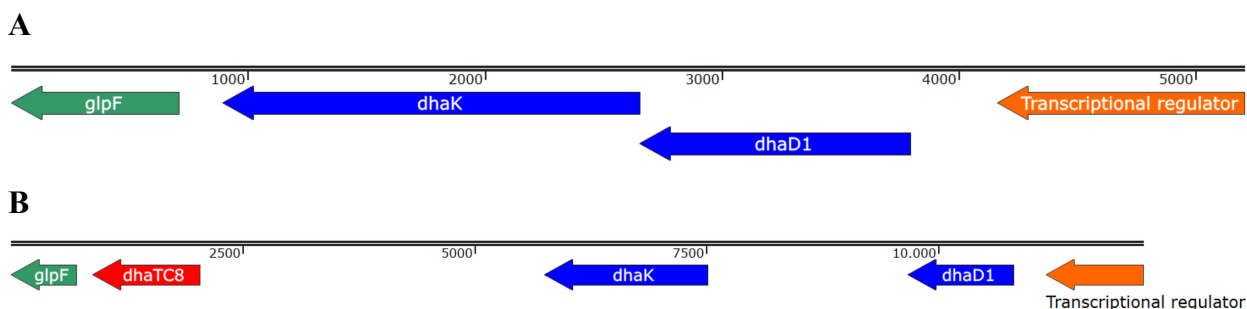 A
1000 2000 3000 4000 5000
glpF dhaK Transcriptional regulator
dhaD1
B
2500 5000 7500 10.000
glpF dhaTC8 dhaK dhaD1
Transcriptional regulator